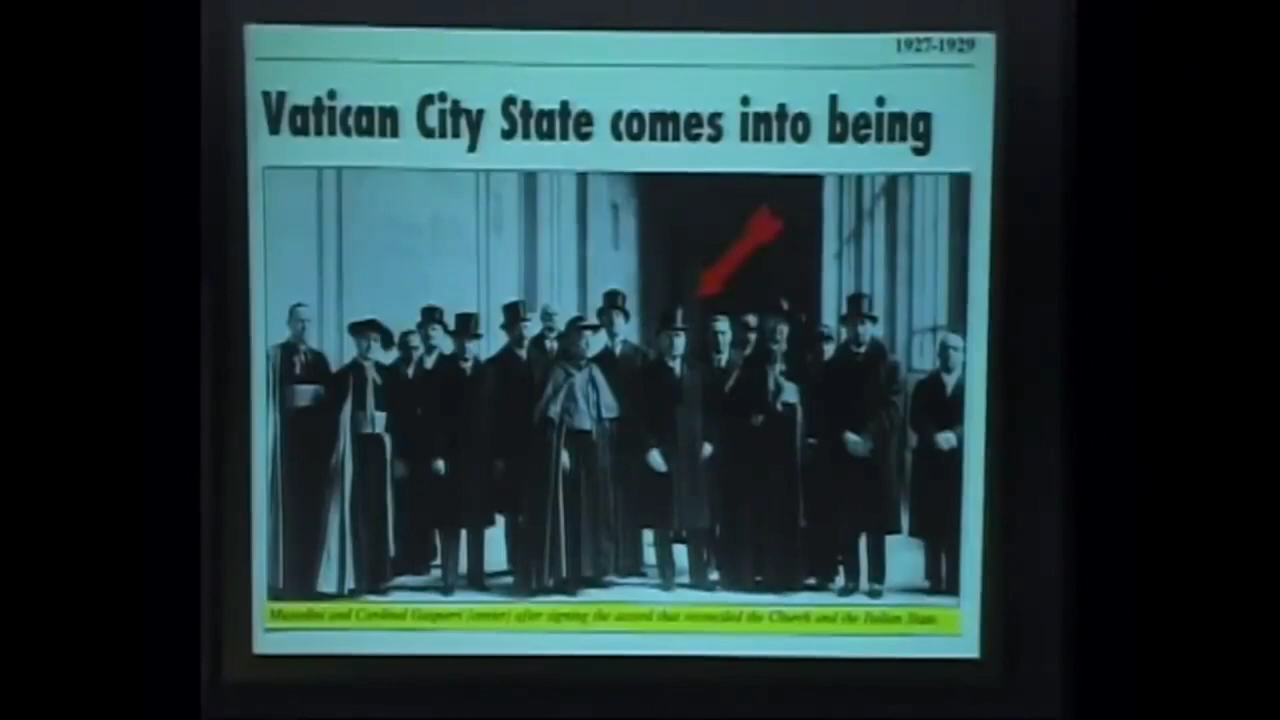 1927-1929
Vatican City State comes into being
Mussolini and Cardinal Gasparri (center) after signing the accord that reconciled the Church and the Italian State.